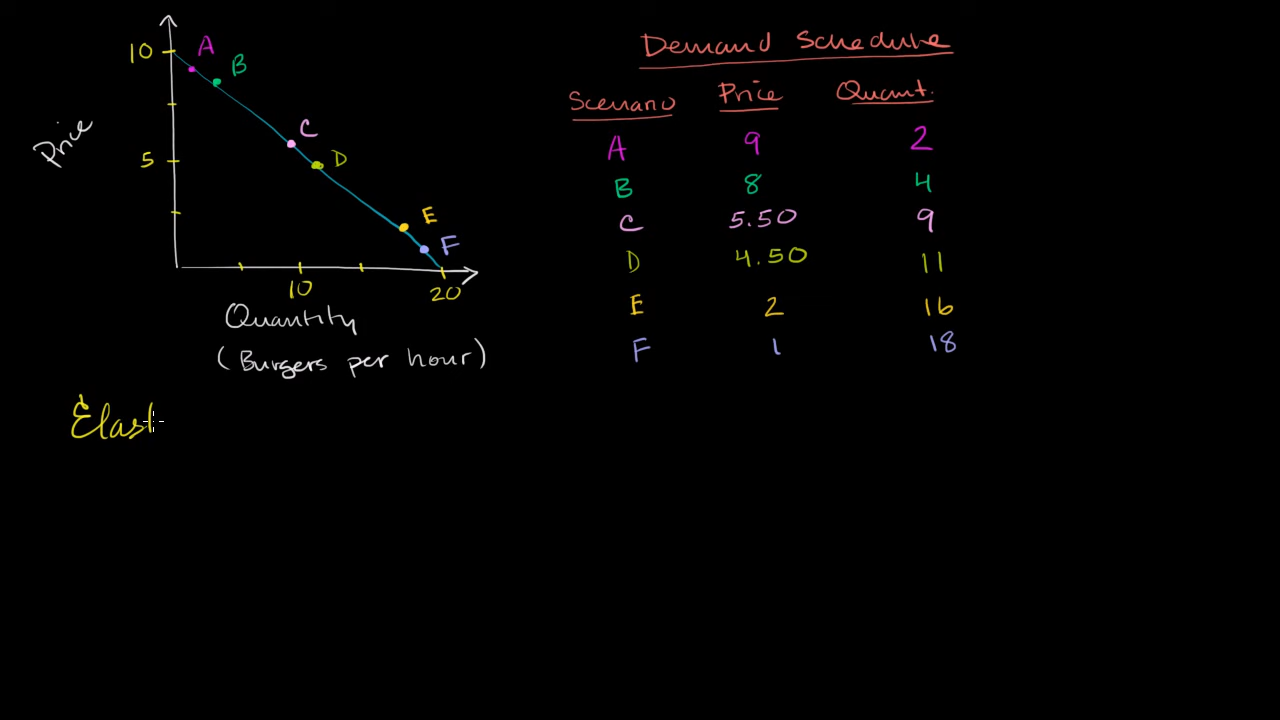 10
A
B
Price
C
5
D
E
F
10
20
Quantity
(Burgers per hour)
Demand Schedule
Scenario Price Quant.
A 9 2
B 8 4
C 5.50 9
D 4.50 11
E 2 16
F 1 18
Elast